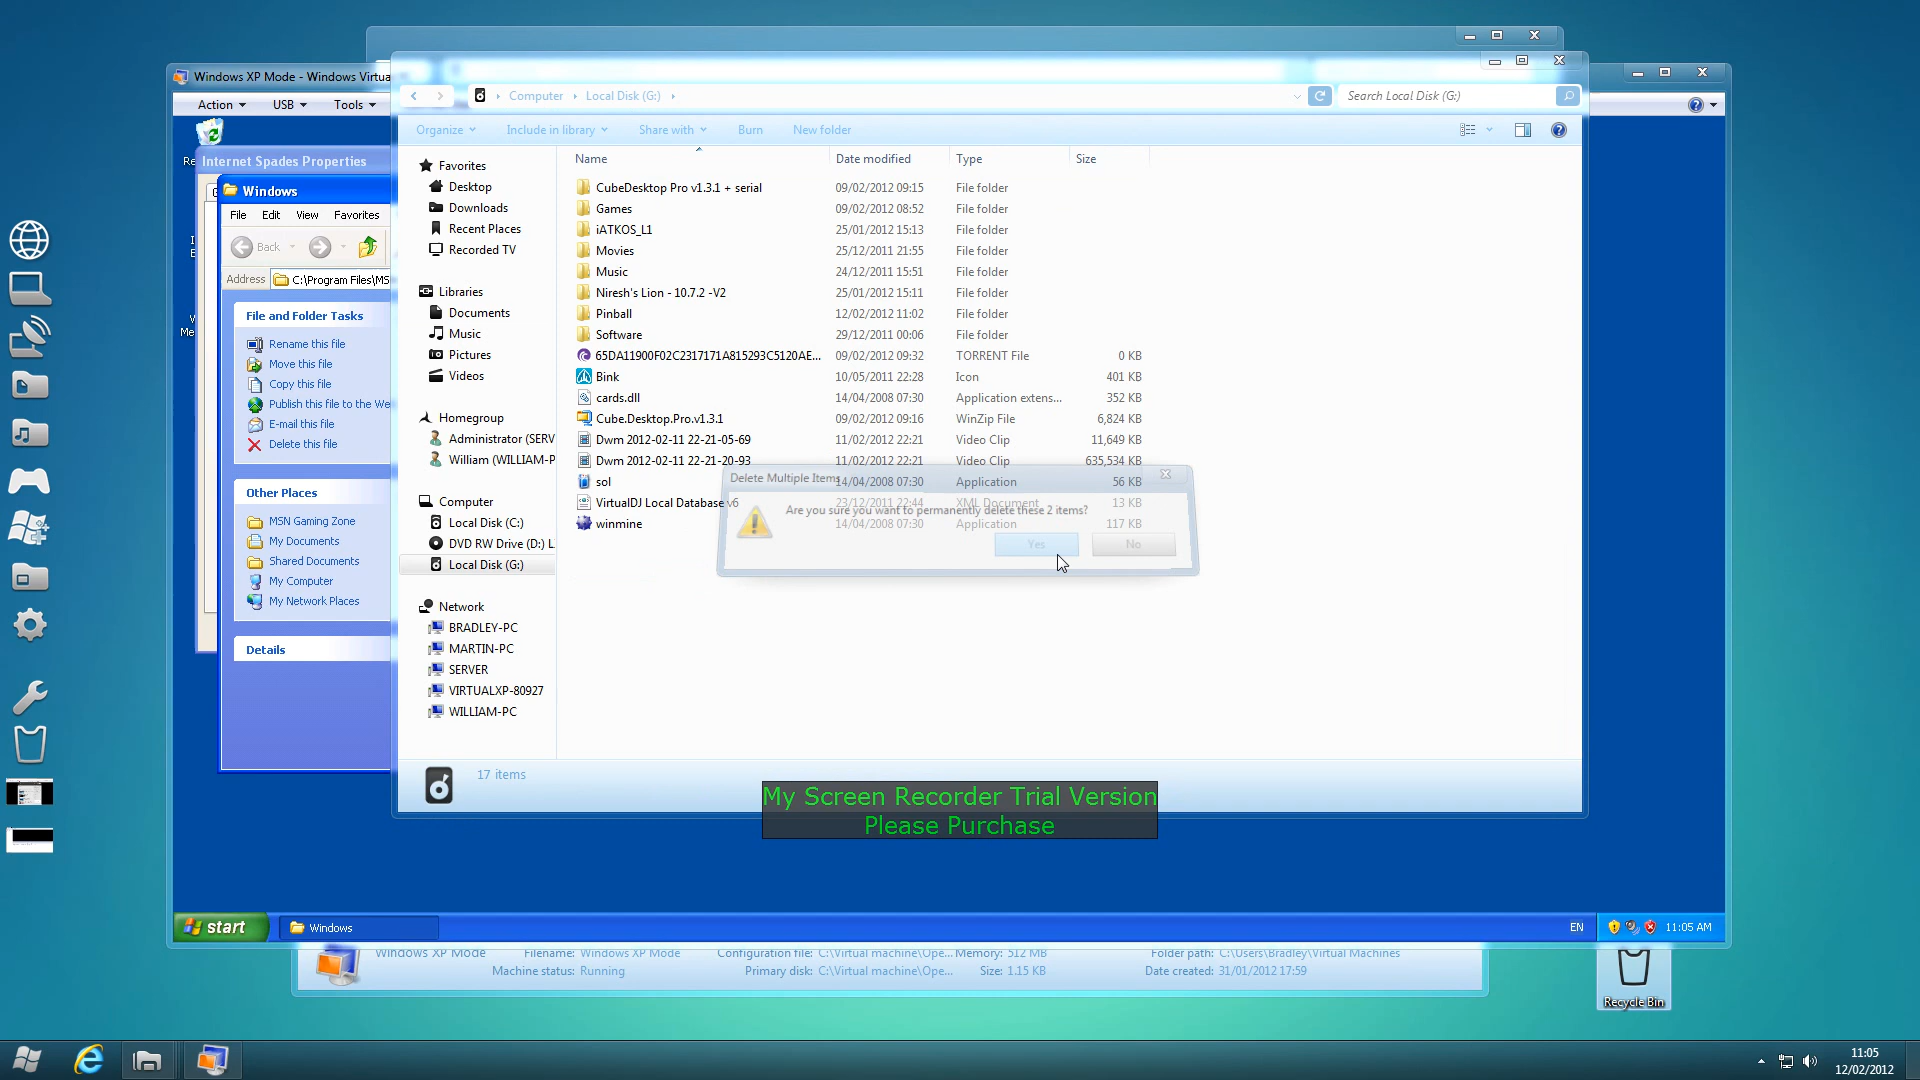 Windows XP Mode - Windows Virtua
Action USB Tools
Computer Local Disk (G:)
Search Local Disk (G:)
Organize Include in library Share with Burn New folder
Internet Spades Properties
Windows
File Edit View Favorites
Back
Address C:\Program Files\MS
File and Folder Tasks
Rename this file
Move this file
Copy this file
Publish this file to the We
E-mail this file
Delete this file
Other Places
MSN Gaming Zone
My Documents
Shared Documents
My Computer
My Network Places
Details
Favorites
Desktop
Downloads
Recent Places
Recorded TV
Libraries
Documents
Music
Pictures
Videos
Homegroup
Administrator (SERV
William (WILLIAM-P
Computer
Local Disk (C:)
DVD RW Drive (D:) L
Local Disk (G:)
Network
BRADLEY-PC
MARTIN-PC
SERVER
VIRTUALXP-80927
WILLIAM-PC
Name Date modified Type Size
CubeDesktop Pro v1.3.1 + serial 09/02/2012 09:15 File folder
Games 09/02/2012 08:52 File folder
iATKOS_L1 25/01/2012 15:13 File folder
Movies 25/12/2011 21:55 File folder
Music 24/12/2011 15:51 File folder
Niresh's Lion - 10.7.2 -V2 25/01/2012 15:11 File folder
Pinball 12/02/2012 11:02 File folder
Software 29/12/2011 00:06 File folder
65DA11900F02C2317171A815293C5120AE... 09/02/2012 09:32 TORRENT File 0 KB
Bink 10/05/2011 22:28 Icon 401 KB
cards.dll 14/04/2008 07:30 Application extens... 352 KB
Cube.Desktop.Pro.v1.3.1 09/02/2012 09:16 WinZip File 6,824 KB
Dwm 2012-02-11 22-21-05-69 11/02/2012 22:21 Video Clip 11,649 KB
Dwm 2012-02-11 22-21-20-93 11/02/2012 22:21 Video Clip 635,534 KB
sol 14/04/2008 07:30 Application 56 KB
VirtualDJ Local Database v6 23/12/2011 22:44 XML Document 13 KB
winmine 14/04/2008 07:30 Application 117 KB
Delete Multiple Items
Are you sure you want to permanently delete these 2 items?
Yes No
17 items
My Screen Recorder Trial Version
Please Purchase
start Windows EN 11:05 AM
Windows XP Mode Filename: Windows XP Mode Configuration file: C:\Virtual machine\Ope... Memory: 512 MB Folder path: C:\Users\Bradley\Virtual Machines
Machine status: Running Primary disk: C:\Virtual machine\Ope... Size: 1.15 KB Date created: 31/01/2012 17:59
Recycle Bin
11:05
12/02/2012